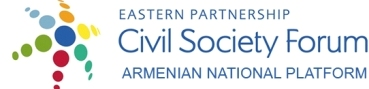 EASTERN PARTNERSHIP
Civil Society Forum
ARMENIAN NATIONAL PLATFORM